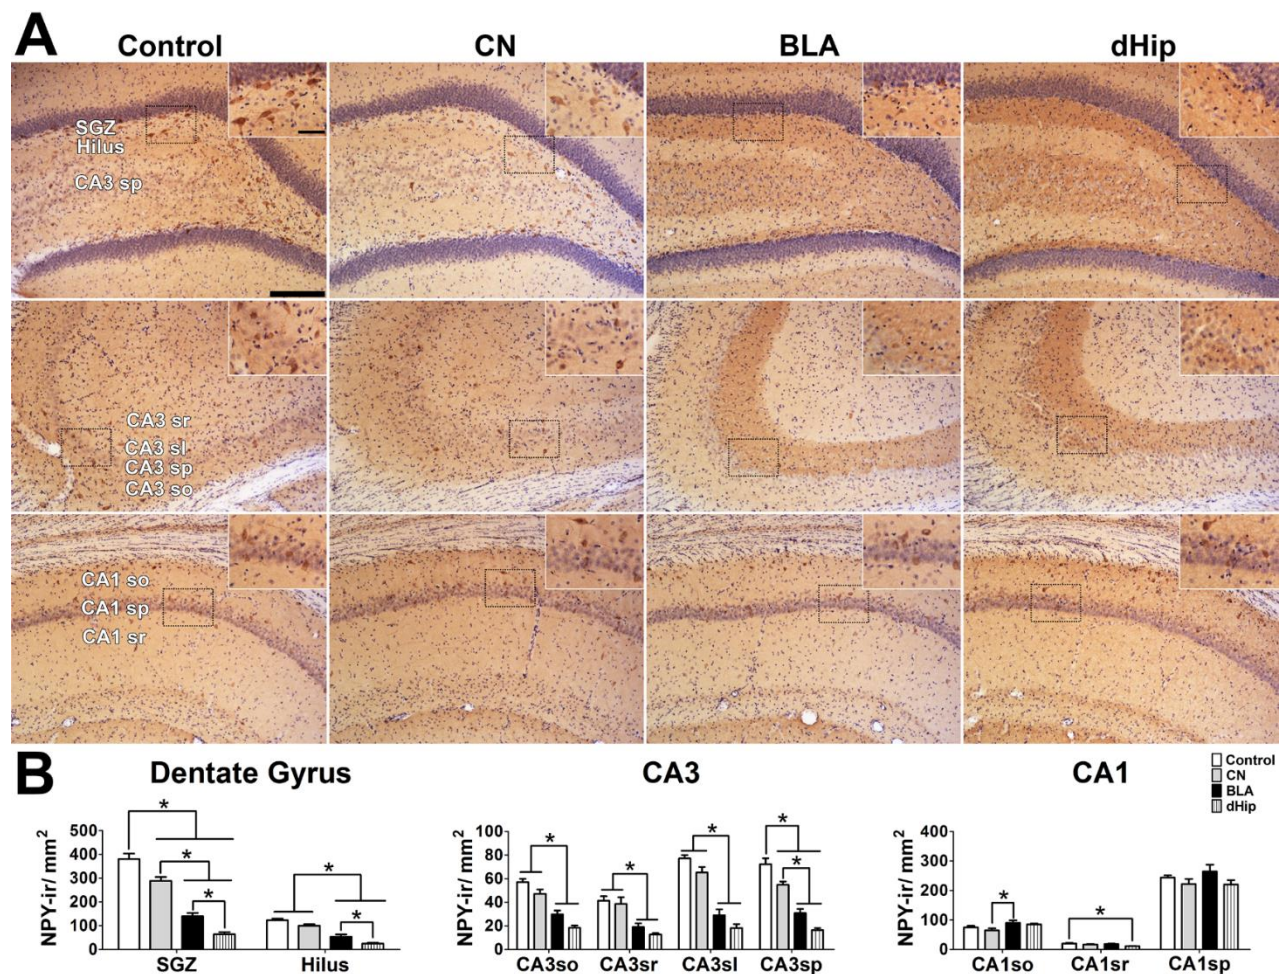 A
Control CN BLA dHip
SGZ
Hilus
CA3 sp
CA3 sr
CA3 sl
CA3 sp
CA3 so
CA1 so
CA1 sp
CA1 sr
B
Dentate Gyrus
NPY-ir/ mm2
500
400
300
200
100
0
* * * * *
SGZ Hilus
CA3
NPY-ir/ mm2
100
80
60
40
20
0
* * * * *
CA3so CA3sr CA3sl CA3sp
CA1
NPY-ir/ mm2
400
300
200
100
0
* *
CA1so CA1sr CA1sp
Control
CN
BLA
dHip